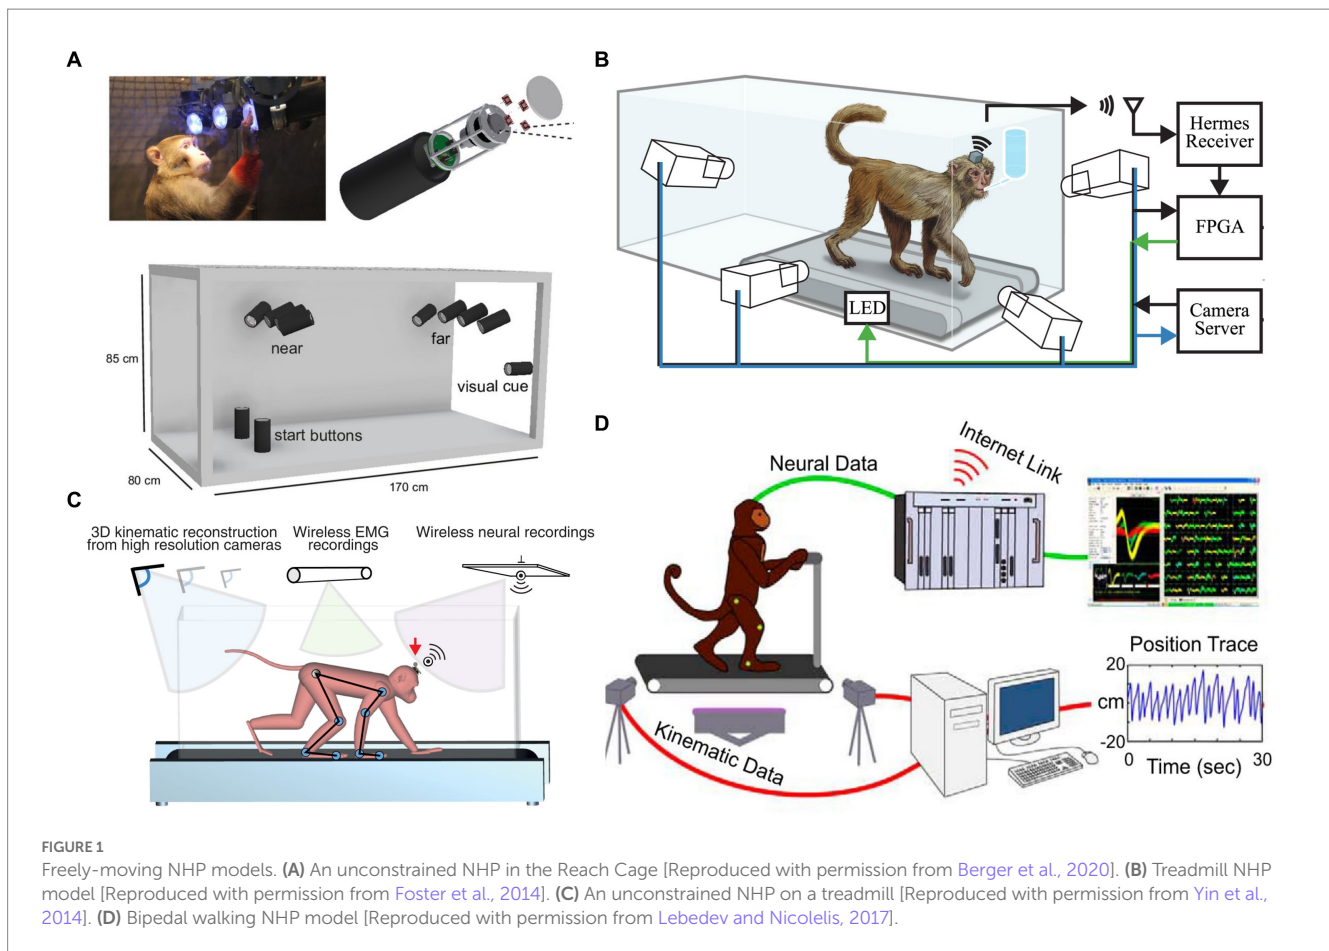 A
near
far
visual cue
start buttons
85 cm
80 cm
170 cm
B
Hermes
Receiver
FPGA
Camera
Server
LED
C
3D kinematic reconstruction
from high resolution cameras
Wireless EMG
recordings
Wireless neural recordings
D
Neural Data
Internet Link
Kinematic Data
Position Trace
20
cm
-20
0
30
Time (sec)
FIGURE 1
Freely-moving NHP models. (A) An unconstrained NHP in the Reach Cage [Reproduced with permission from Berger et al., 2020]. (B) Treadmill NHP
model [Reproduced with permission from Foster et al., 2014]. (C) An unconstrained NHP on a treadmill [Reproduced with permission from Yin et al.,
2014]. (D) Bipedal walking NHP model [Reproduced with permission from Lebedev and Nicolelis, 2017].